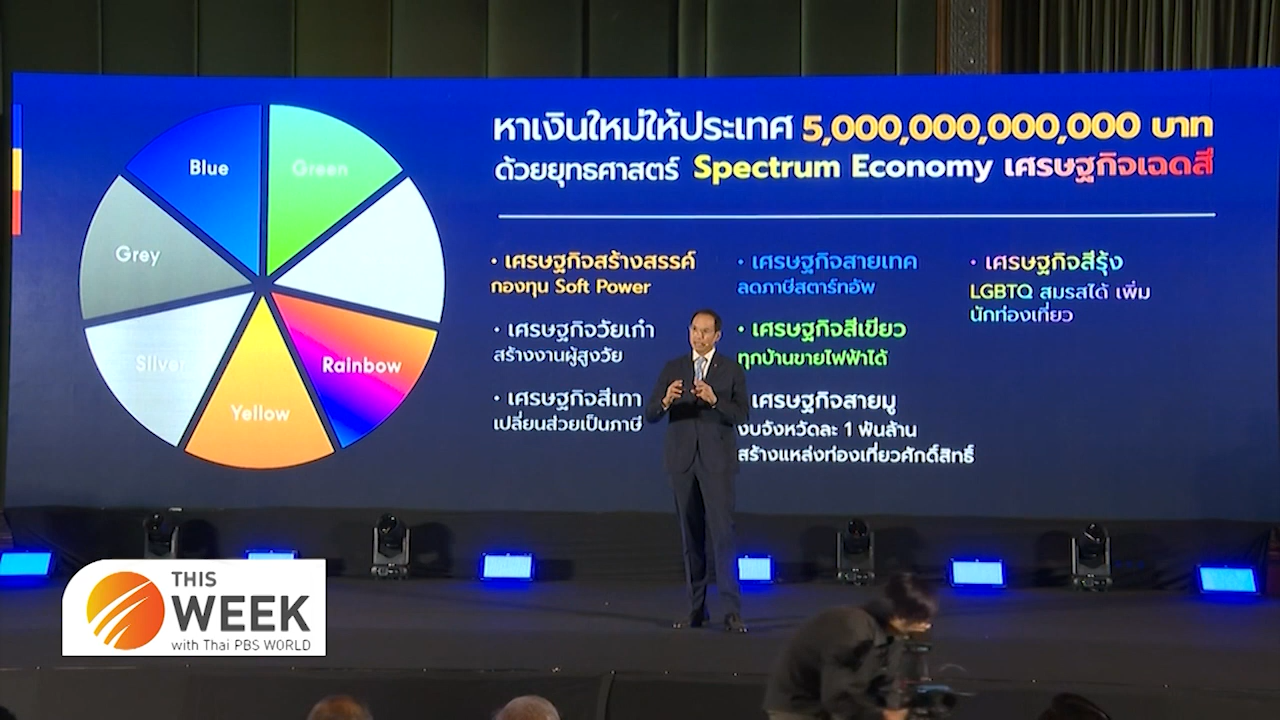 หาเงินใหม่ให้ประเทศ 5,000,000,000,000 บาท
ด้วยยุทธศาสตร์ Spectrum Economy เศรษฐกิจเฉดสี
Blue
Green
Grey
Silver
Rainbow
Yellow
• เศรษฐกิจสร้างสรรค์
กองทุน Soft Power
• เศรษฐกิจวัยเก๋า
สร้างงานผู้สูงวัย
• เศรษฐกิจสีเทา
เปลี่ยนส่วยเป็นภาษี
• เศรษฐกิจสายเทค
ลดภาษีสตาร์ทอัพ
• เศรษฐกิจสีเขียว
ทุกบ้านขายไฟฟ้าได้
เศรษฐกิจสายมู
งบจังหวัดละ 1 พันล้าน
สร้างแหล่งท่องเที่ยวศักดิ์สิทธิ์
• เศรษฐกิจสีรุ้ง
LGBTQ สมรสได้ เพิ่ม
นักท่องเที่ยว
THIS
WEEK
with Thai PBS WORLD